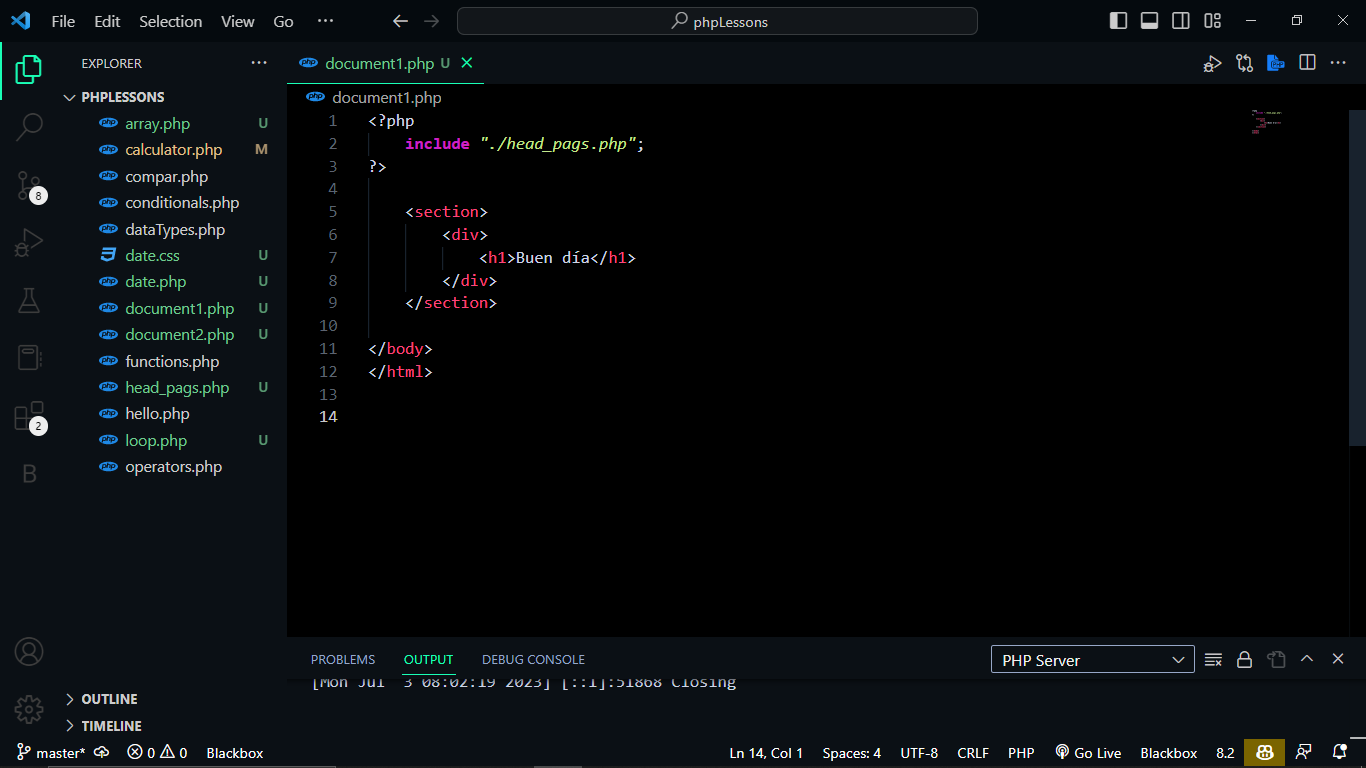 File Edit Selection View Go ··· phpLessons
EXPLORER ···
PHPLESSONS
array.php U
calculator.php M
compar.php
conditionals.php
dataTypes.php
date.css U
date.php U
document1.php U
document2.php U
functions.php
head_pags.php U
hello.php
loop.php U
operators.php
OUTLINE
TIMELINE
8
2
B
php document1.php U
php document1.php
1 <?php
2 include "./head_pags.php";
3 ?>
4
5 <section>
6 <div>
7 <h1>Buen día</h1>
8 </div>
9 </section>
10
11 </body>
12 </html>
13
14
PROBLEMS OUTPUT DEBUG CONSOLE PHP Server
[Mon Jul  3 08:02:19 2023] [::1]:51868 Closing
master* 0 0 Blackbox Ln 14, Col 1 Spaces: 4 UTF-8 CRLF PHP Go Live Blackbox 8.2